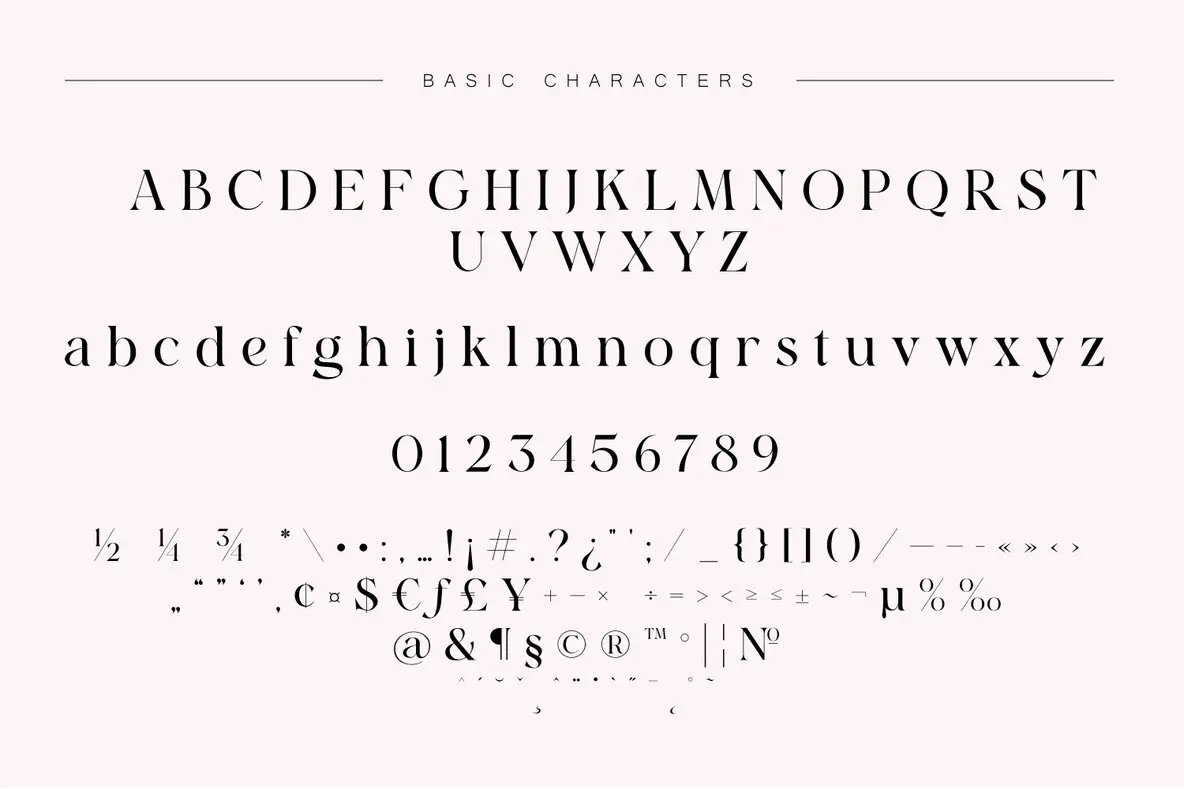 BASIC CHARACTERS
A B C D E F G H I J K L M N O P Q R S T
U V W X Y Z
a b c d e f g h i j k l m n o q r s t u v w x y z
0 1 2 3 4 5 6 7 8 9
½ ¼ ¾ * \ • • : , … ! ¡ # . ? ¿ " ' ; / _ { } [ ] ( ) / — – - « » ‹ ›
„ “ ” ‘ ’ , ¢ ¤ $ € ƒ £ ¥ + − × ÷ = > < ≥ ≤ ± ~ ¬ µ % ‰
@ & ¶ § © ® ™ ° | ¦ №